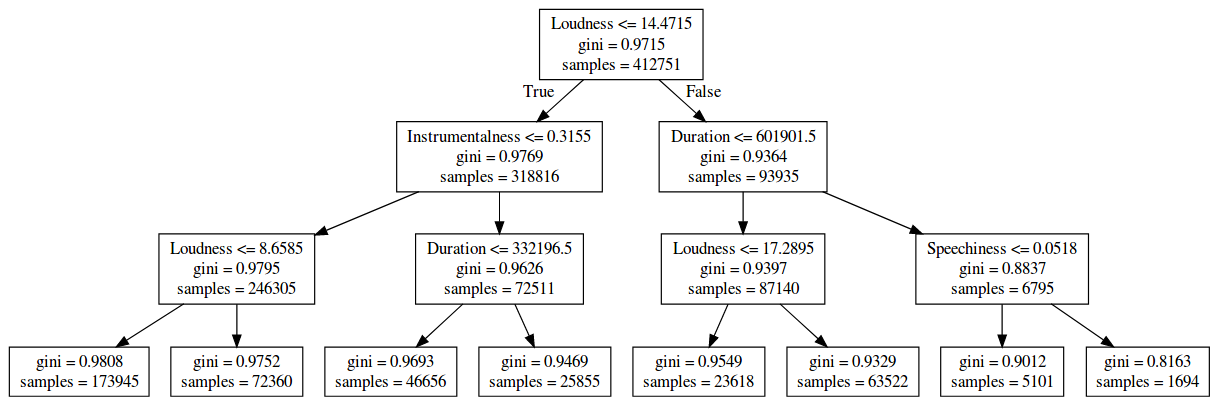 Loudness <= 14.4715
gini = 0.9715
samples = 412751
True
False
Instrumentalness <= 0.3155
gini = 0.9769
samples = 318816
Duration <= 601901.5
gini = 0.9364
samples = 93935
Loudness <= 8.6585
gini = 0.9795
samples = 246305
Duration <= 332196.5
gini = 0.9626
samples = 72511
Loudness <= 17.2895
gini = 0.9397
samples = 87140
Speechiness <= 0.0518
gini = 0.8837
samples = 6795
gini = 0.9808
samples = 173945
gini = 0.9752
samples = 72360
gini = 0.9693
samples = 46656
gini = 0.9469
samples = 25855
gini = 0.9549
samples = 23618
gini = 0.9329
samples = 63522
gini = 0.9012
samples = 5101
gini = 0.8163
samples = 1694